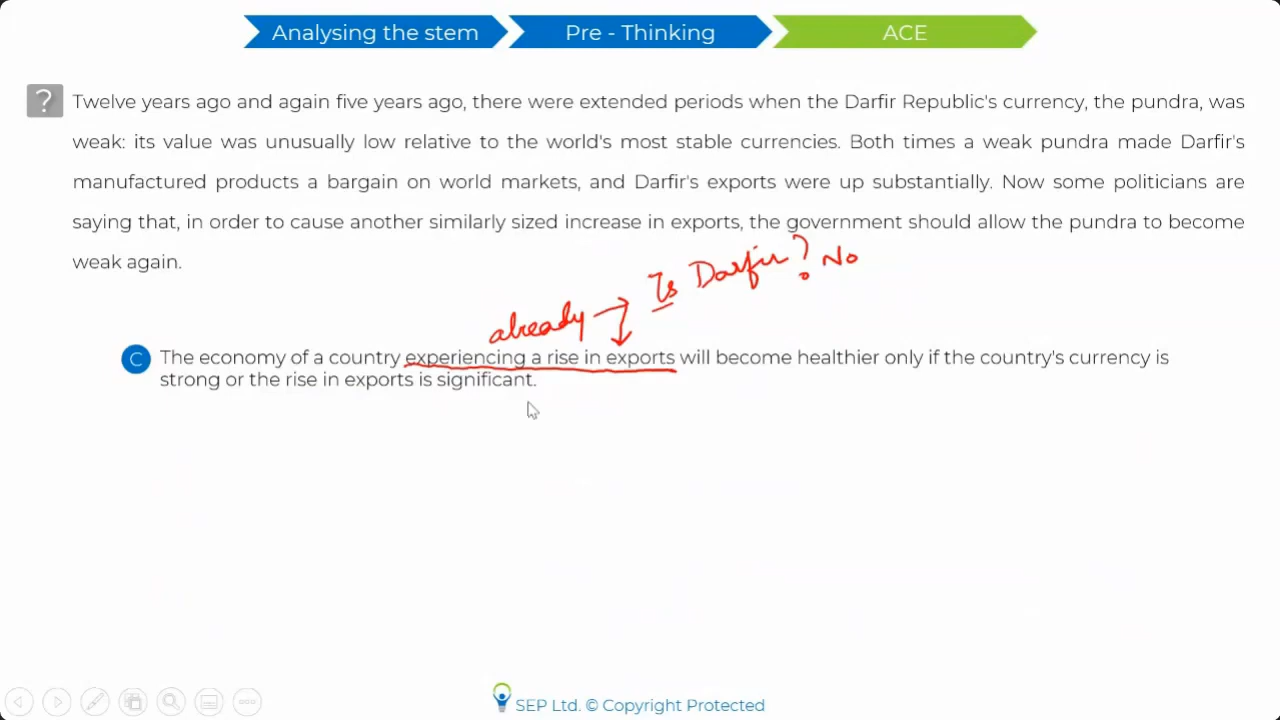 Analysing the stem
Pre - Thinking
ACE
?
Twelve years ago and again five years ago, there were extended periods when the Darfir Republic's currency, the pundra, was
weak: its value was unusually low relative to the world's most stable currencies. Both times a weak pundra made Darfir's
manufactured products a bargain on world markets, and Darfir's exports were up substantially. Now some politicians are
saying that, in order to cause another similarly sized increase in exports, the government should allow the pundra to become
weak again.
Is Darfir? No
already
C
The economy of a country experiencing a rise in exports will become healthier only if the country's currency is
strong or the rise in exports is significant.
SEP Ltd. © Copyright Protected